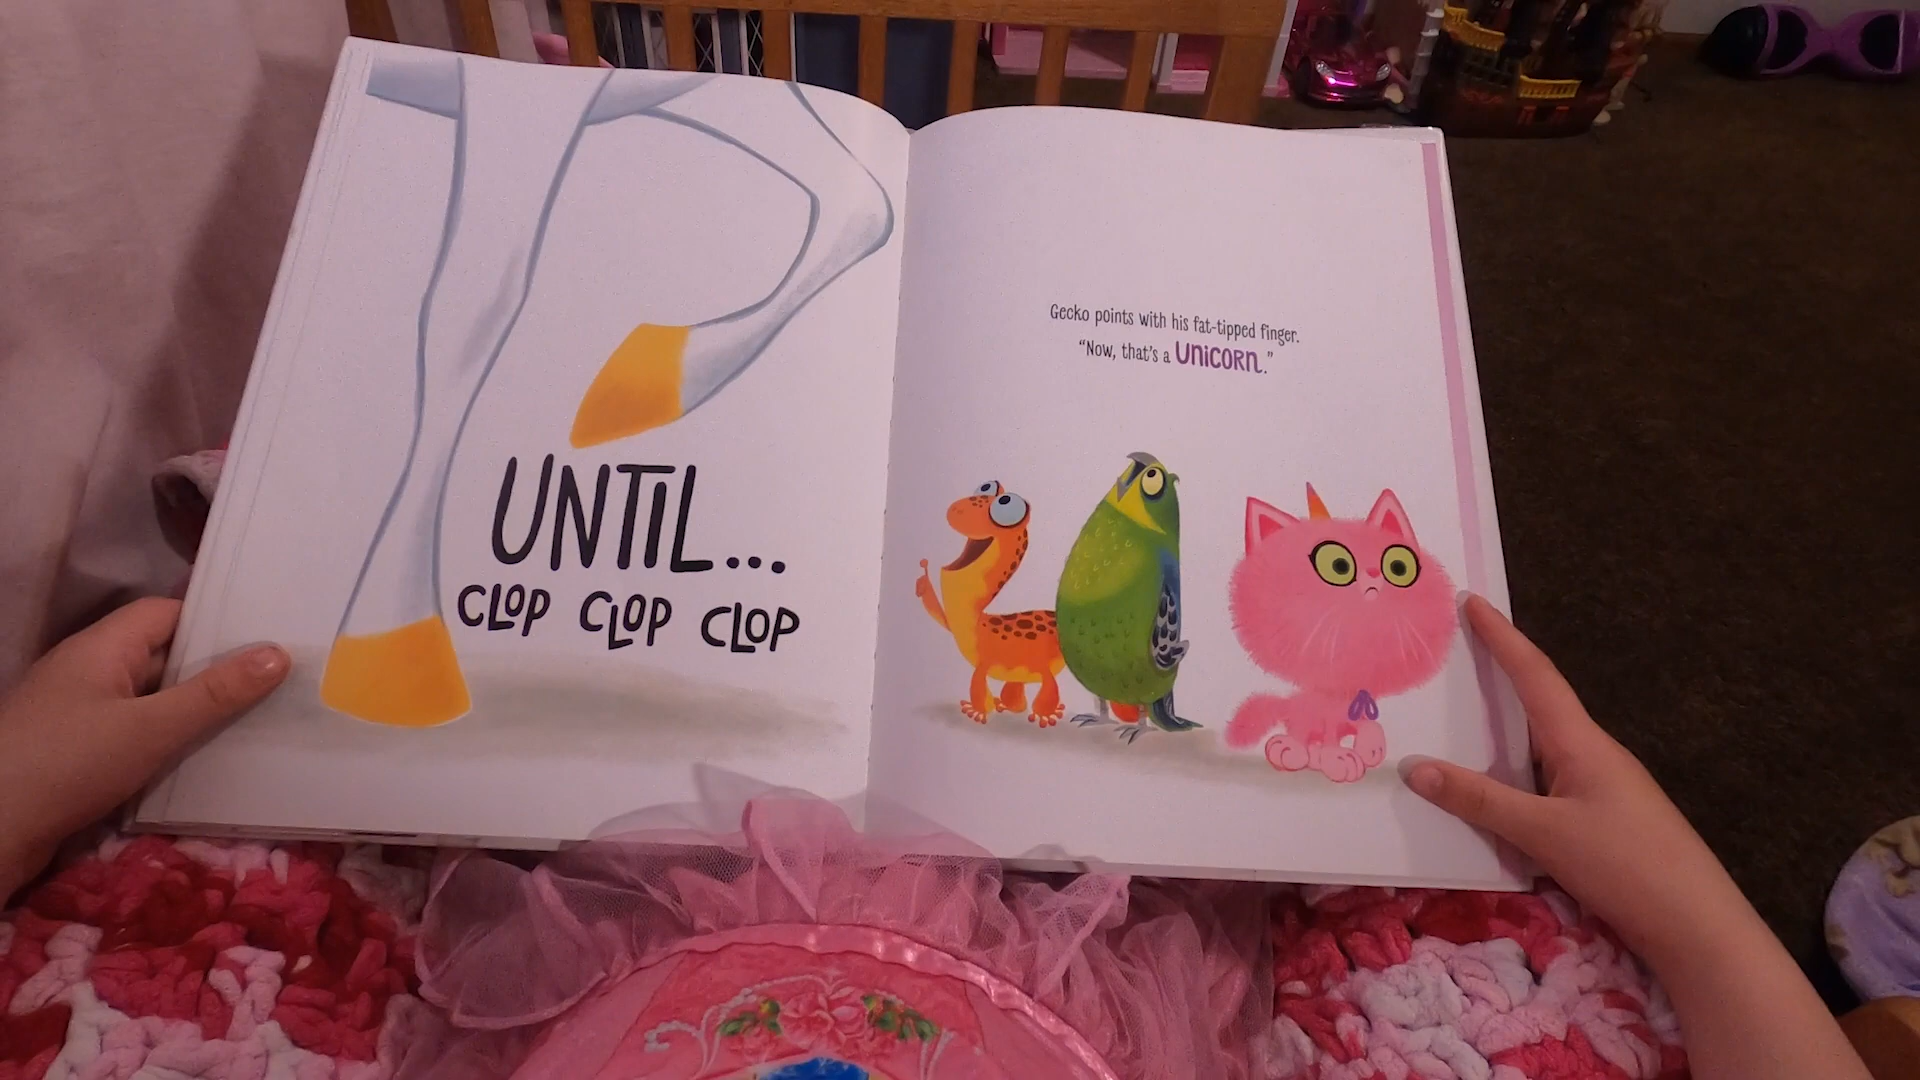 UNTIL...
CLOP CLOP CLOP
Gecko points with his fat-tipped finger.
“Now, that’s a UNICORN.”